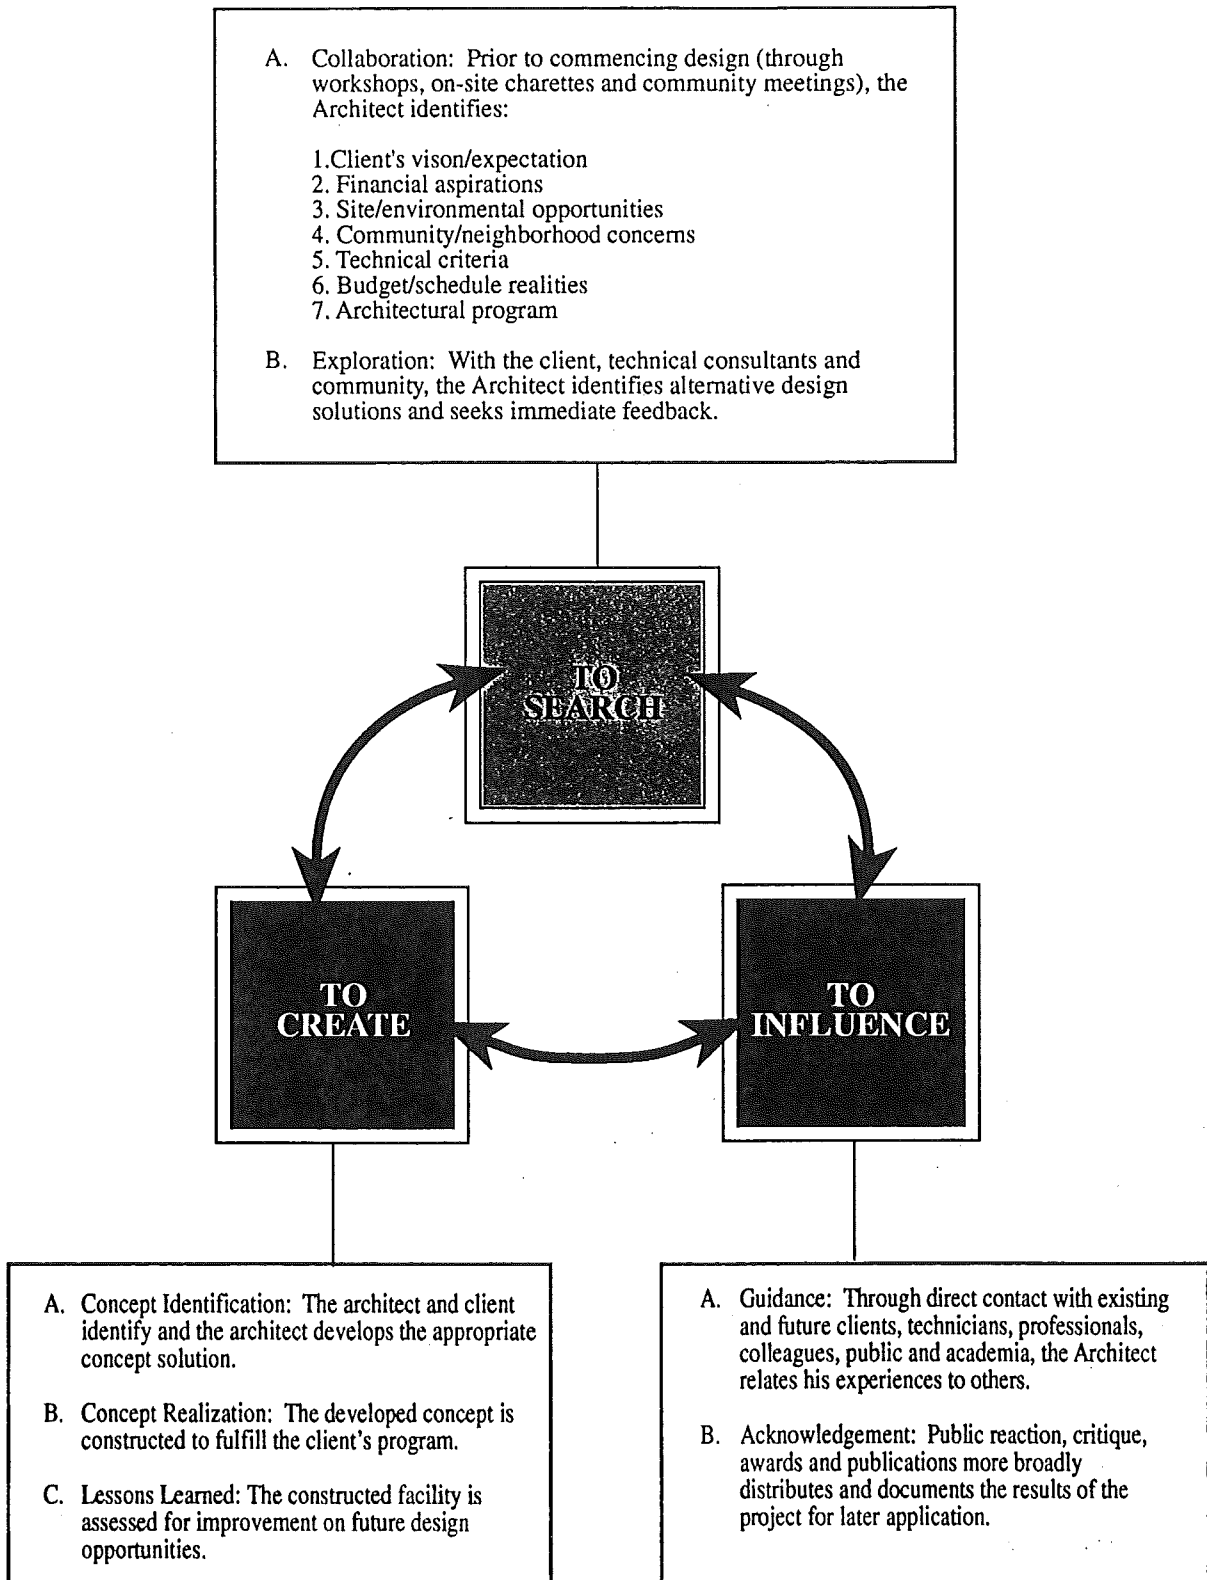 A. Collaboration: Prior to commencing design (through
workshops, on-site charettes and community meetings), the
Architect identifies:
1.Client's vison/expectation
2. Financial aspirations
3. Site/environmental opportunities
4. Community/neighborhood concerns
5. Technical criteria
6. Budget/schedule realities
7. Architectural program
B. Exploration: With the client, technical consultants and
community, the Architect identifies alternative design
solutions and seeks immediate feedback.
TO
SEARCH
TO
CREATE
TO
INFLUENCE
A. Concept Identification: The architect and client
identify and the architect develops the appropriate
concept solution.
B. Concept Realization: The developed concept is
constructed to fulfill the client's program.
C. Lessons Learned: The constructed facility is
assessed for improvement on future design
opportunities.
A. Guidance: Through direct contact with existing
and future clients, technicians, professionals,
colleagues, public and academia, the Architect
relates his experiences to others.
B. Acknowledgement: Public reaction, critique,
awards and publications more broadly
distributes and documents the results of the
project for later application.